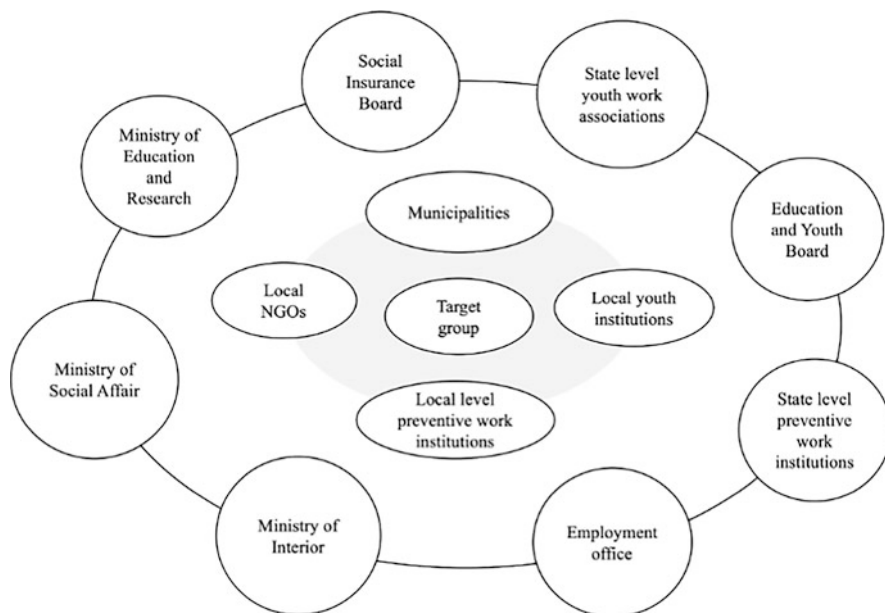 Social
Insurance
Board
State level
youth work
associations
Ministry of
Education
and
Research
Municipalities
Education
and Youth
Board
Local
NGOs
Target
group
Local youth
institutions
Ministry of
Social Affair
Local level
preventive work
institutions
State level
preventive
work
institutions
Ministry of
Interior
Employment
office